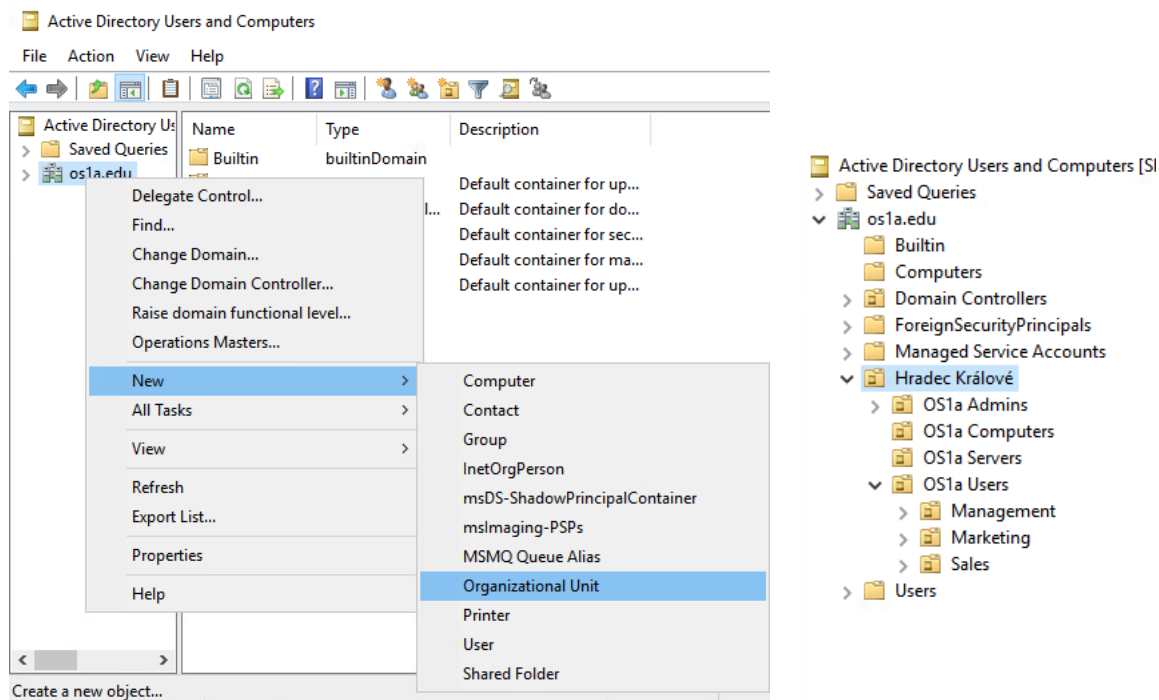 Active Directory Users and Computers
File Action View Help
Active Directory Us
Saved Queries
os1a.edu
Name Type Description
Builtin builtinDomain
Default container for up...
l... Default container for do...
Default container for sec...
Default container for ma...
Default container for up...
Delegate Control...
Find...
Change Domain...
Change Domain Controller...
Raise domain functional level...
Operations Masters...
New
All Tasks
View
Refresh
Export List...
Properties
Help
Computer
Contact
Group
InetOrgPerson
msDS-ShadowPrincipalContainer
msImaging-PSPs
MSMQ Queue Alias
Organizational Unit
Printer
User
Shared Folder
Create a new object...
Active Directory Users and Computers [S
Saved Queries
os1a.edu
Builtin
Computers
Domain Controllers
ForeignSecurityPrincipals
Managed Service Accounts
Hradec Králové
OS1a Admins
OS1a Computers
OS1a Servers
OS1a Users
Management
Marketing
Sales
Users